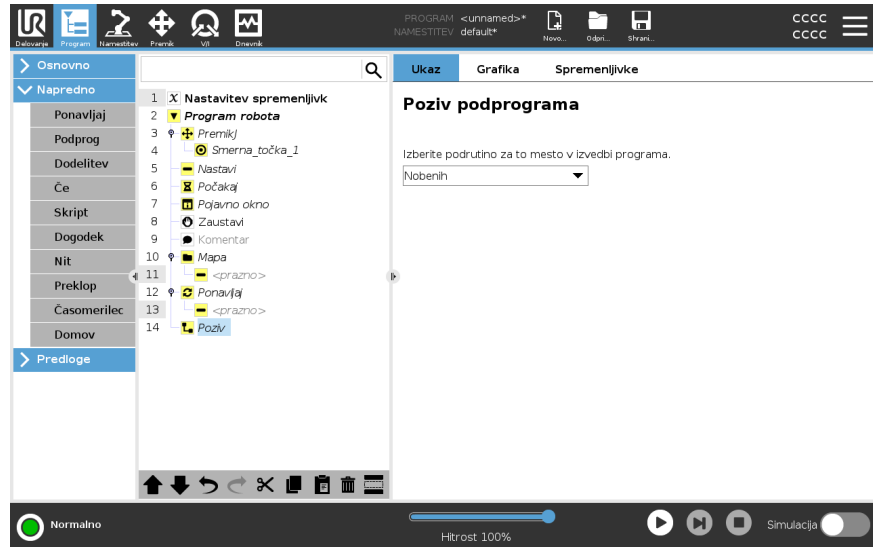 PROGRAM <unnamed>*
NAMESTITEV default*
CCCC
CCCC
Delovanje Program Namestitev Premik V/I Dnevnik Novo... Odpri... Shrani...
Osnovno
Napredno
Ponavljaj
Podprog
Dodelitev
Če
Skript
Dogodek
Nit
Preklop
Časomerilec
Domov
Predloge
1 X Nastavitev spremenljivk
2 Program robota
3 PremikJ
4 Smerna_točka_1
5 Nastavi
6 Počakaj
7 Pojavno okno
8 Zaustavi
9 Komentar
10 Mapa
11 <prazno>
12 Ponavljaj
13 <prazno>
14 Poziv
Ukaz Grafika Spremenljivke
Poziv podprograma
Izberite podrutino za to mesto v izvedbi programa.
Nobenih
Normalno
Hitrost 100%
Simulacija